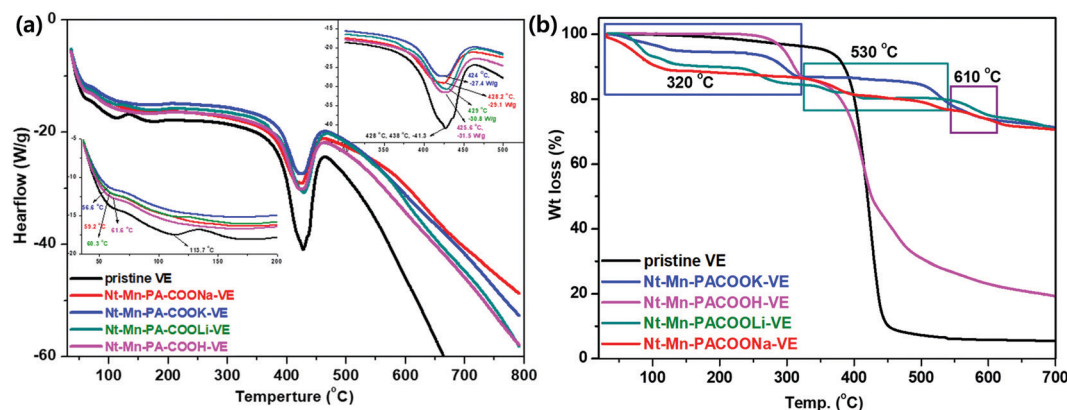 (a)
0
-10
-20
-30
-40
-50
-60
Hearflow (W/g)
-15
-20
-25
-30
-35
-40
300
400
500
424 °C,
-27.4 W/g
428.2 °C,
-29.1 W/g
429 °C
-30.8 W/g
425.6 °C,
-31.5 W/g
428 °C, 438 °C, -41.3
-5
-10
-15
-20
50
100
150
200
56.6 °C
59.2 °C
60.3 °C
61.6 °C
113.7 °C
pristine VE
Nt-Mn-PA-COONa-VE
Nt-Mn-PA-COOK-VE
Nt-Mn-PA-COOLi-VE
Nt-Mn-PA-COOH-VE
100 200 300 400 500 600 700 800
Temperture (°C)
(b)
100
80
60
40
20
0
Wt loss (%)
320 °C
530 °C
610 °C
pristine VE
Nt-Mn-PACOOK-VE
Nt-Mn-PACOOH-VE
Nt-Mn-PACOOLi-VE
Nt-Mn-PACOONa-VE
100 200 300 400 500 600 700
Temp. (°C)